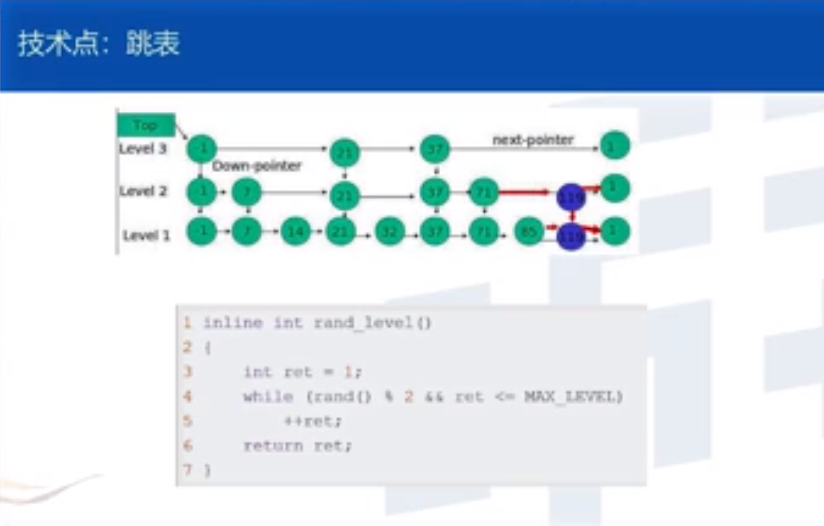 技术点：跳表
Top
Level 3 -1 21 37 next-pointer 1
Down-pointer
Level 2 -1 7 21 37 71 119 1
Level 1 -1 7 14 21 32 37 71 85 119 1
1 inline int rand_level()
2 {
3 int ret = 1;
4 while (rand() % 2 && ret <= MAX_LEVEL)
5 ++ret;
6 return ret;
7 }